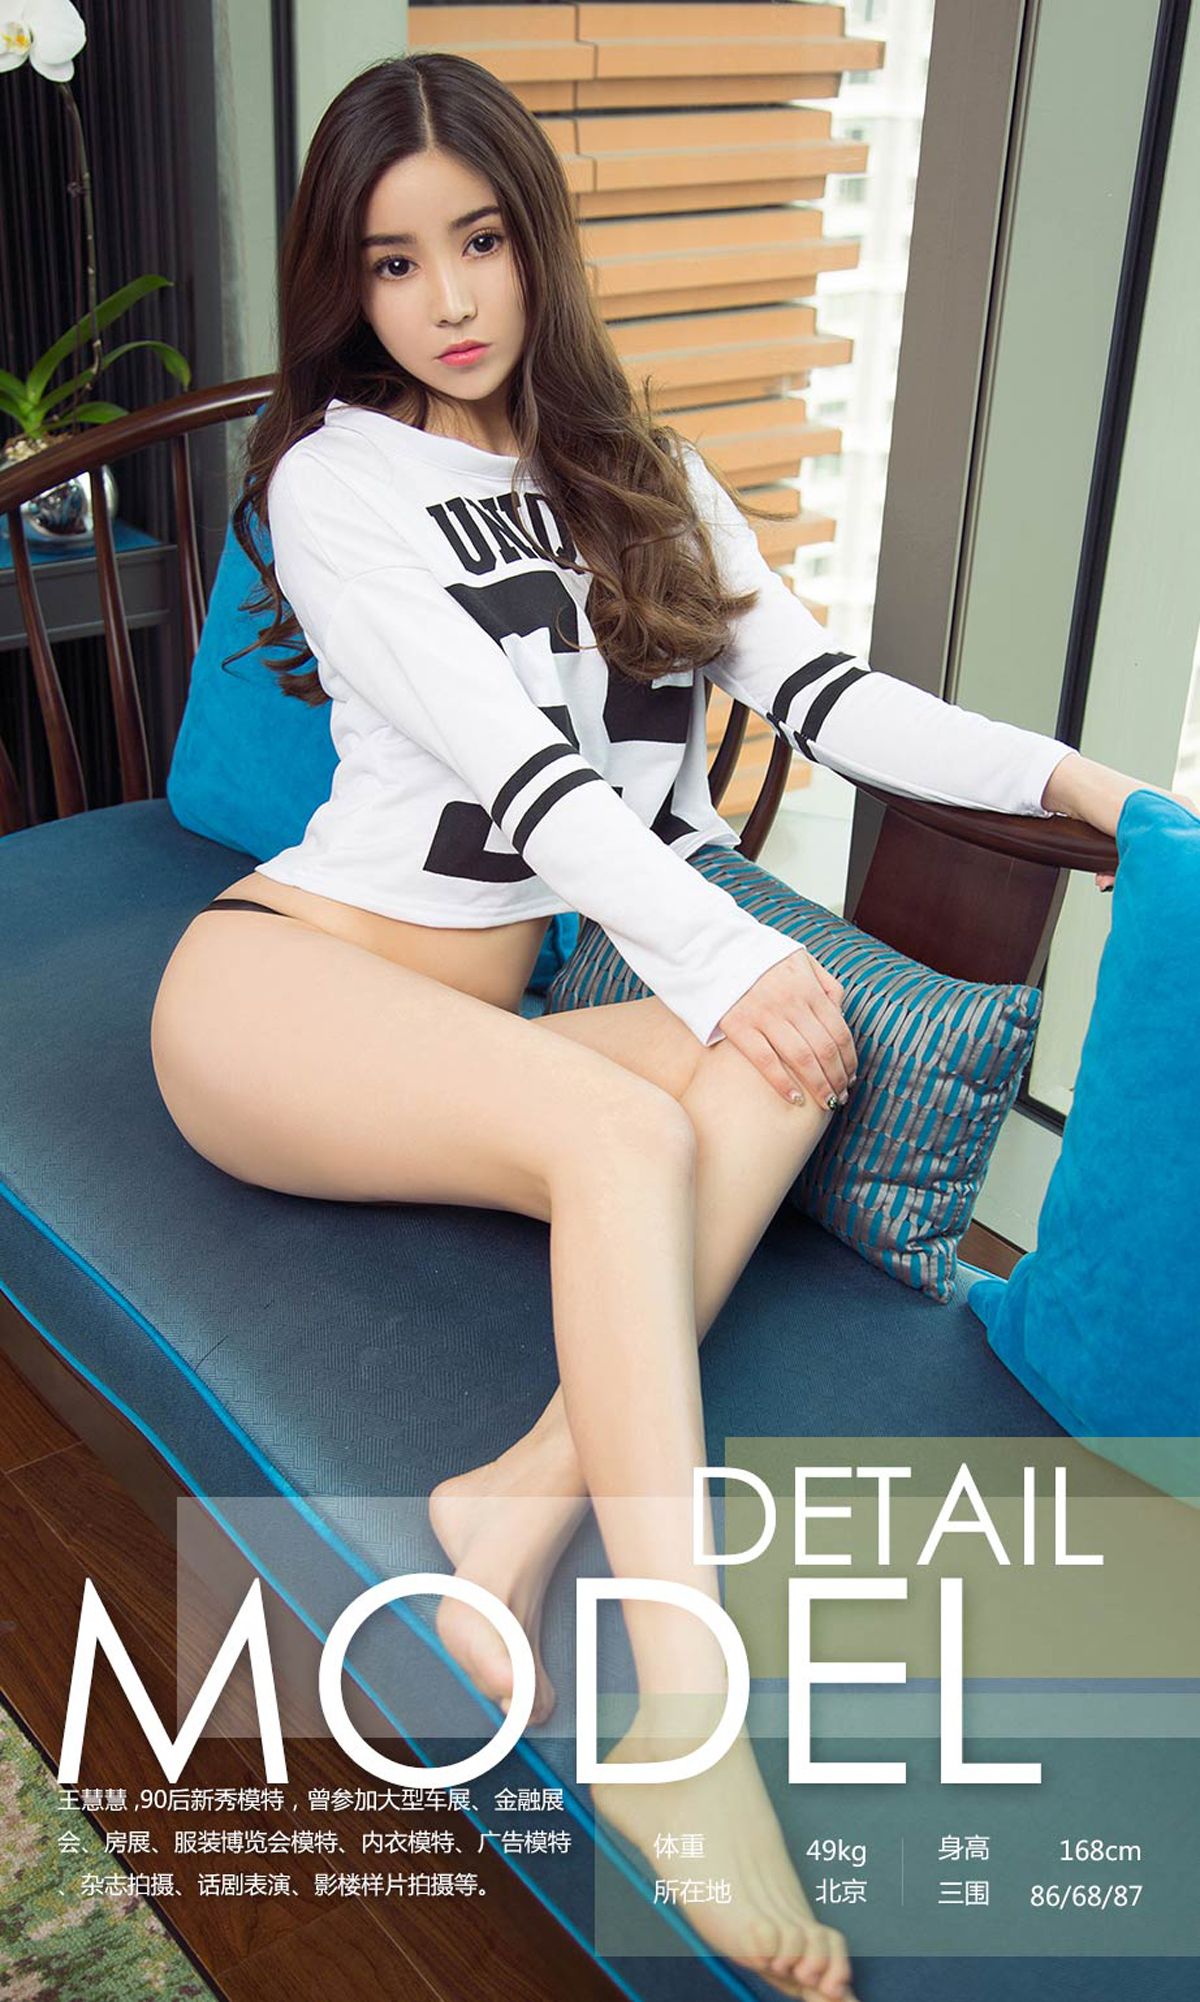 UNIO
DETAIL
MODEL
王慧慧 ,90后新秀模特，曾参加大型车展、金融展
会、房展、服装博览会模特、内衣模特、广告模特
、杂志拍摄、话剧表演、影楼样片拍摄等。
体重 49kg 身高 168cm
所在地 北京 三围 86/68/87